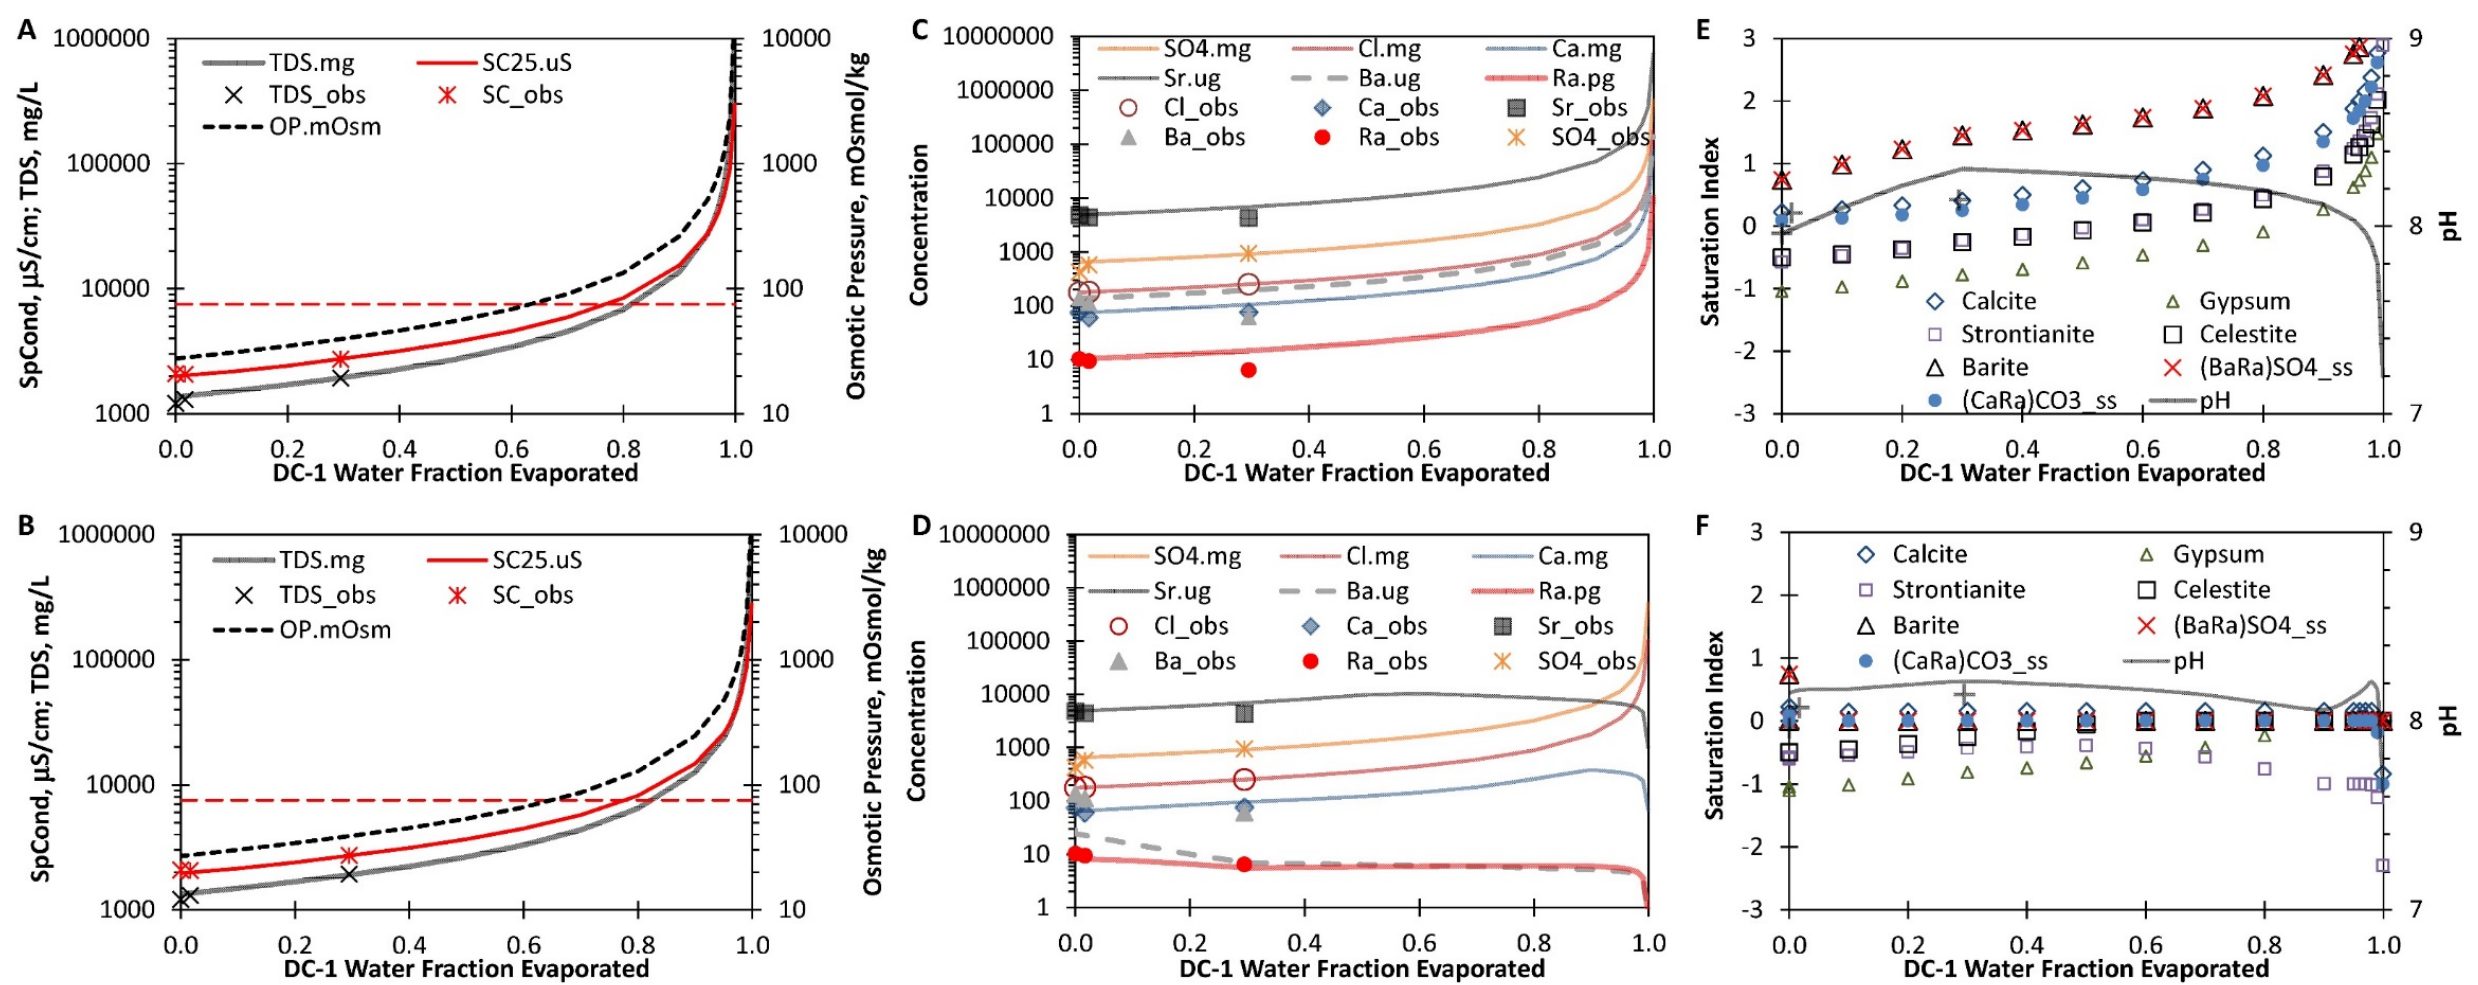 A
SpCond, µS/cm; TDS, mg/L
1000000
100000
10000
1000
TDS.mg
SC25.uS
TDS_obs
SC_obs
OP.mOsm
10000
1000
100
10
Osmotic Pressure, mOsmol/kg
0.0 0.2 0.4 0.6 0.8 1.0
DC-1 Water Fraction Evaporated
C
Concentration
10000000
1000000
100000
10000
1000
100
10
1
SO4.mg Cl.mg Ca.mg
Sr.ug Ba.ug Ra.pg
Cl_obs Ca_obs Sr_obs
Ba_obs Ra_obs SO4_obs
0.0 0.2 0.4 0.6 0.8 1.0
DC-1 Water Fraction Evaporated
E
Saturation Index
3
2
1
0
-1
-2
-3
Calcite Gypsum
Strontianite Celestite
Barite (BaRa)SO4_ss
(CaRa)CO3_ss pH
9
8
7
pH
0.0 0.2 0.4 0.6 0.8 1.0
DC-1 Water Fraction Evaporated
B
SpCond, µS/cm; TDS, mg/L
1000000
100000
10000
1000
TDS.mg
SC25.uS
TDS_obs
SC_obs
OP.mOsm
10000
1000
100
10
Osmotic Pressure, mOsmol/kg
0.0 0.2 0.4 0.6 0.8 1.0
DC-1 Water Fraction Evaporated
D
Concentration
10000000
1000000
100000
10000
1000
100
10
1
SO4.mg Cl.mg Ca.mg
Sr.ug Ba.ug Ra.pg
Cl_obs Ca_obs Sr_obs
Ba_obs Ra_obs SO4_obs
0.0 0.2 0.4 0.6 0.8 1.0
DC-1 Water Fraction Evaporated
F
Saturation Index
3
2
1
0
-1
-2
-3
Calcite Gypsum
Strontianite Celestite
Barite (BaRa)SO4_ss
(CaRa)CO3_ss pH
9
8
7
pH
0.0 0.2 0.4 0.6 0.8 1.0
DC-1 Water Fraction Evaporated